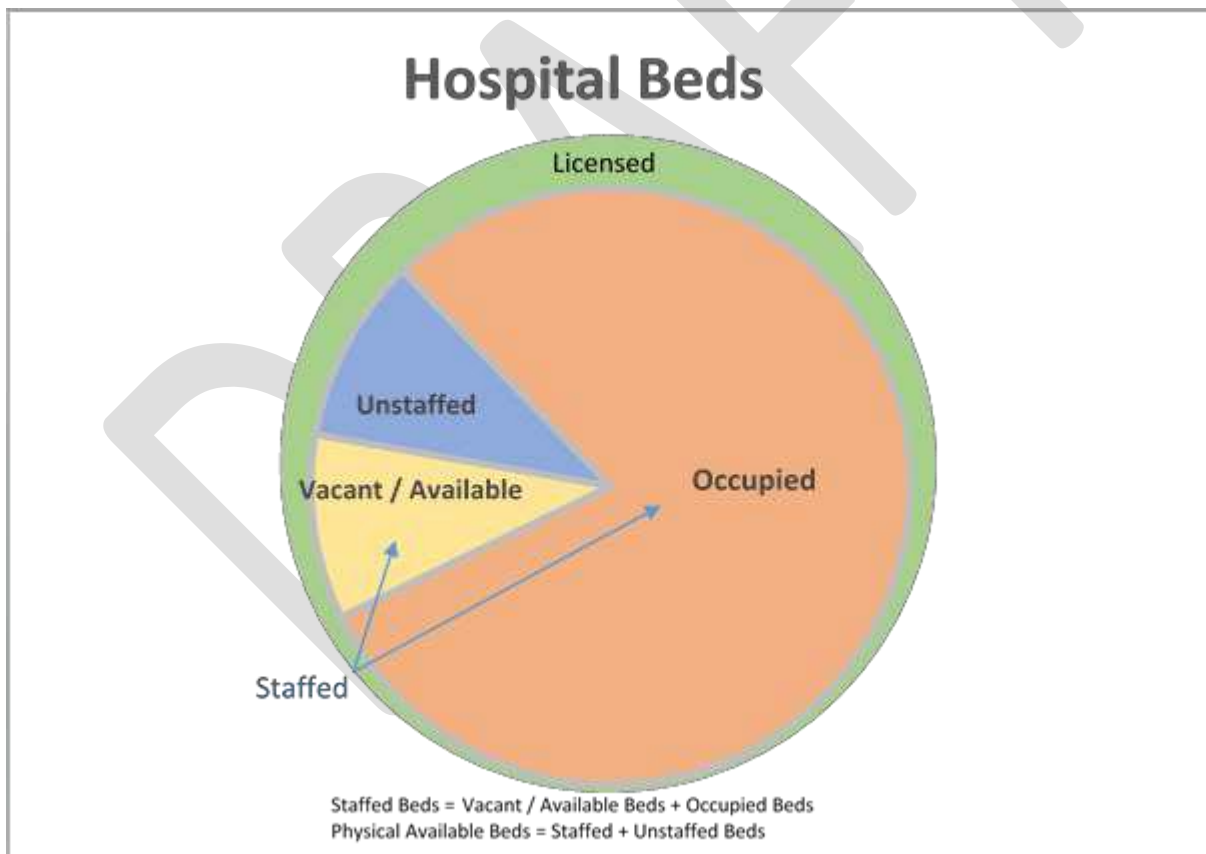 Hospital Beds
Licensed
Unstaffed
Vacant / Available
Occupied
Staffed
Staffed Beds = Vacant / Available Beds + Occupied Beds
Physical Available Beds = Staffed + Unstaffed Beds